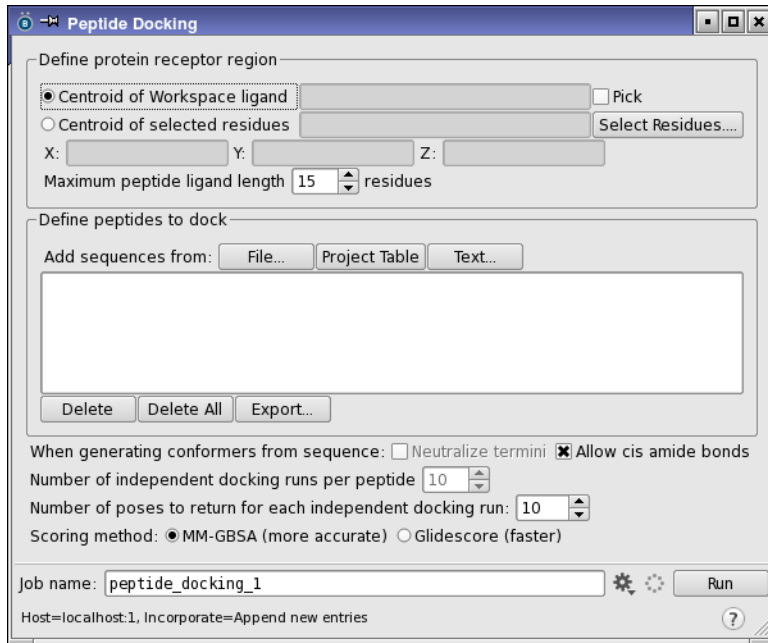 Peptide Docking
Define protein receptor region
Centroid of Workspace ligand Pick
Centroid of selected residues Select Residues....
X: Y: Z:
Maximum peptide ligand length 15 residues
Define peptides to dock
Add sequences from: File... Project Table Text...
Delete Delete All Export...
When generating conformers from sequence: Neutralize termini Allow cis amide bonds
Number of independent docking runs per peptide 10
Number of poses to return for each independent docking run: 10
Scoring method: MM-GBSA (more accurate) Glidescore (faster)
Job name: peptide_docking_1 Run
Host=localhost:1, Incorporate=Append new entries ?